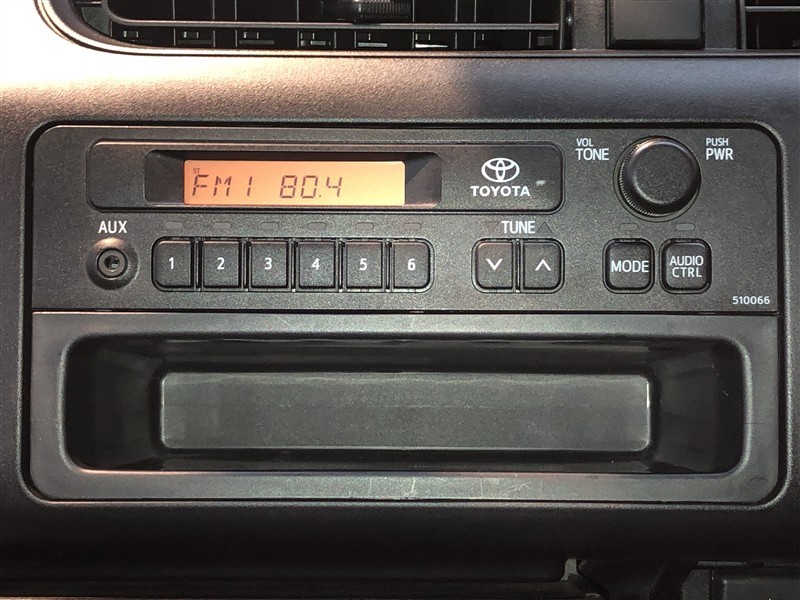 VOL
TONE
PUSH
PWR
ST
FM1 80.4
TOYOTA
AUX
TUNE
1 2 3 4 5 6
MODE
AUDIO
CTRL
510066